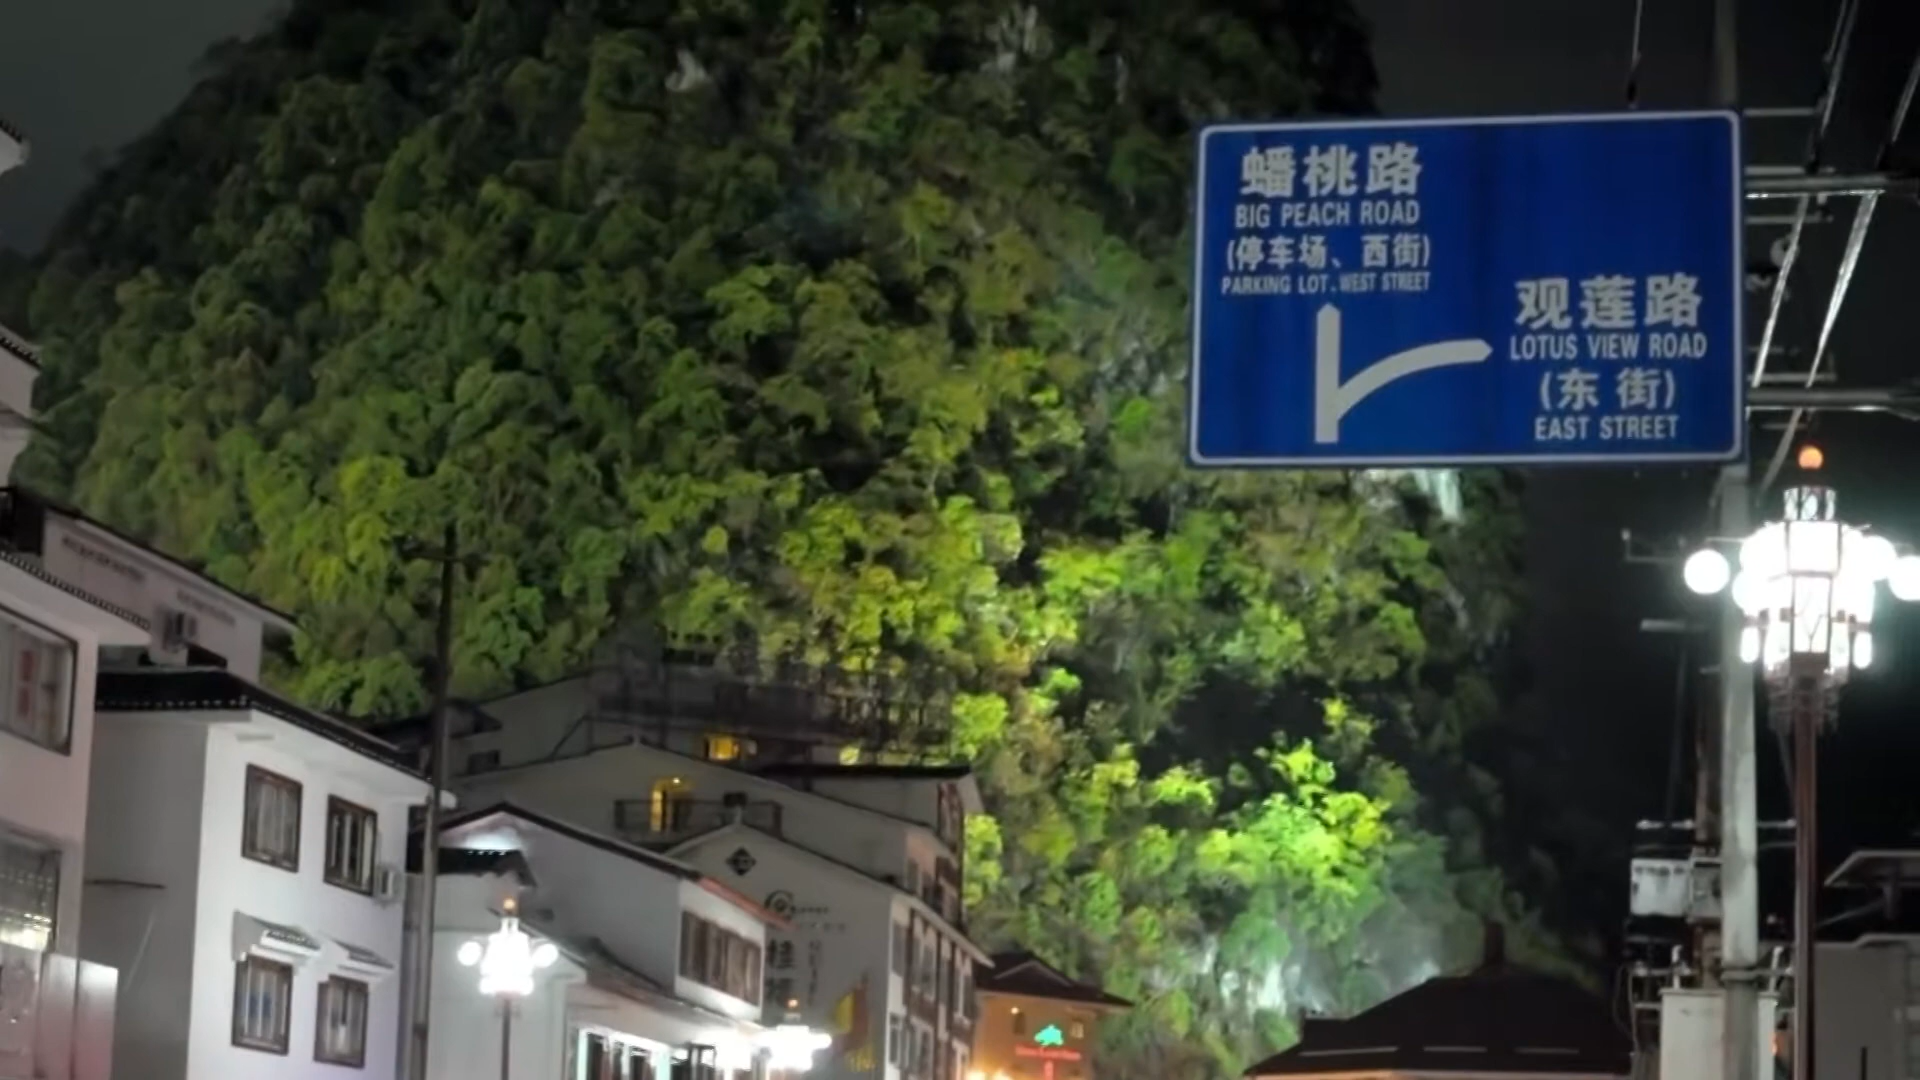 蟠桃路
BIG PEACH ROAD
(停车场、西街)
PARKING LOT、WEST STREET
观莲路
LOTUS VIEW ROAD
(东街)
EAST STREET